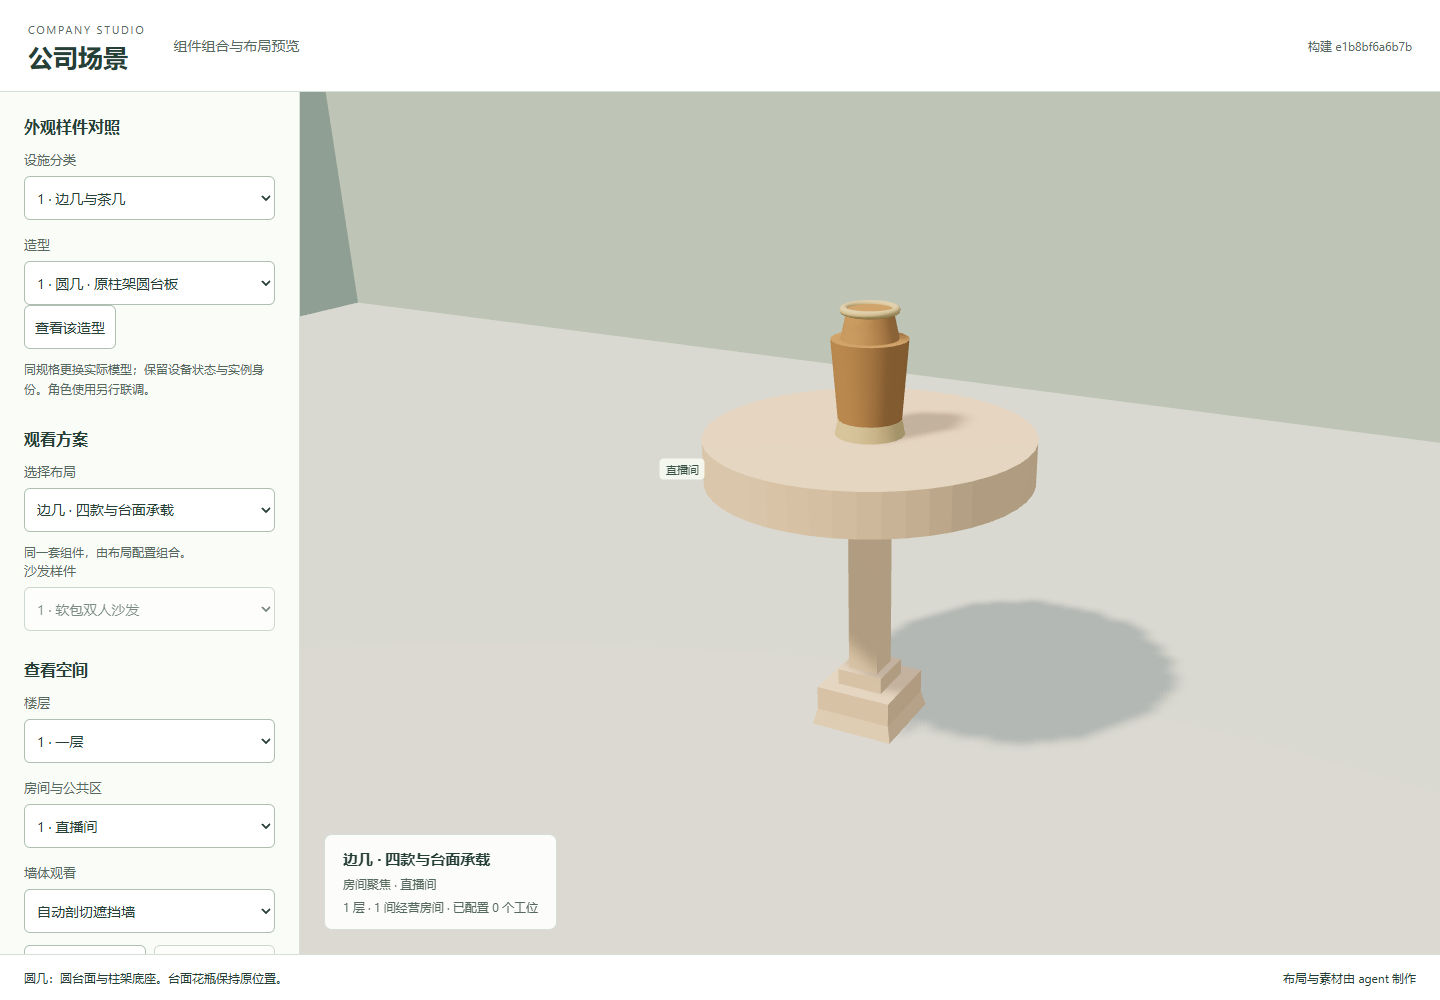 COMPANY STUDIO
公司场景
组件组合与布局预览
构建 e1b8bf6a6b7b
外观样件对照
设施分类
1 · 边几与茶几
造型
1 · 圆几 · 原柱架圆台板
查看该造型
同规格更换实际模型；保留设备状态与实例身
份。角色使用另行联调。
观看方案
选择布局
边几 · 四款与台面承载
同一套组件，由布局配置组合。
沙发样件
1 · 软包双人沙发
查看空间
楼层
1 · 一层
房间与公共区
1 · 直播间
墙体观看
自动剖切遮挡墙
直播间
边几 · 四款与台面承载
房间聚焦 · 直播间
1 层 · 1 间经营房间 · 已配置 0 个工位
圆几：圆台面与柱架底座。台面花瓶保持原位置。
布局与素材由 agent 制作